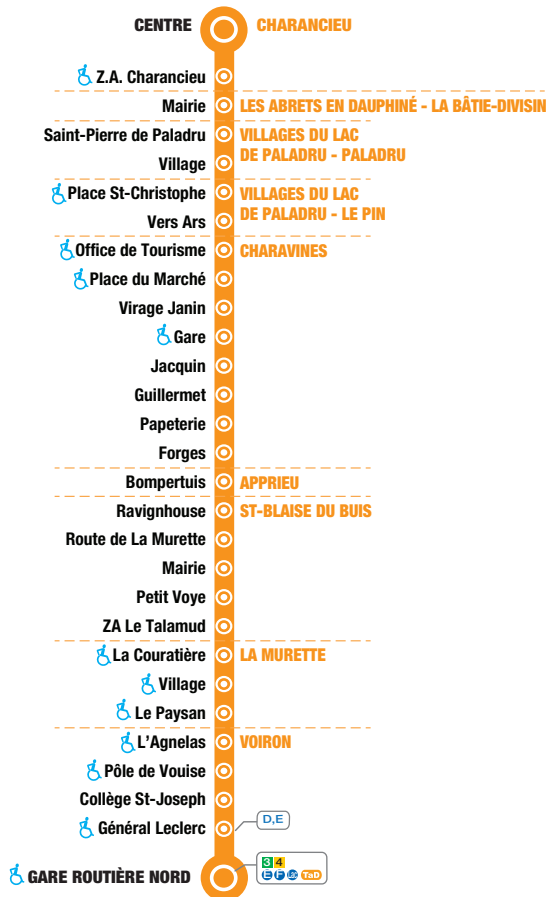 CENTRE CHARANCIEU
Z.A. Charancieu
Mairie LES ABRETS EN DAUPHINÉ - LA BÂTIE-DIVISIN
Saint-Pierre de Paladru VILLAGES DU LAC
DE PALADRU - PALADRU
Village
Place St-Christophe VILLAGES DU LAC
DE PALADRU - LE PIN
Vers Ars
Office de Tourisme CHARAVINES
Place du Marché
Virage Janin
Gare
Jacquin
Guillermet
Papeterie
Forges
Bompertuis APPRIEU
Ravignhouse ST-BLAISE DU BUIS
Route de La Murette
Mairie
Petit Voye
ZA Le Talamud
La Couratière LA MURETTE
Village
Le Paysan
L'Agnelas VOIRON
Pôle de Vouise
Collège St-Joseph
Général Leclerc D,E
3 4
GARE ROUTIÈRE NORD E F Lac TaD